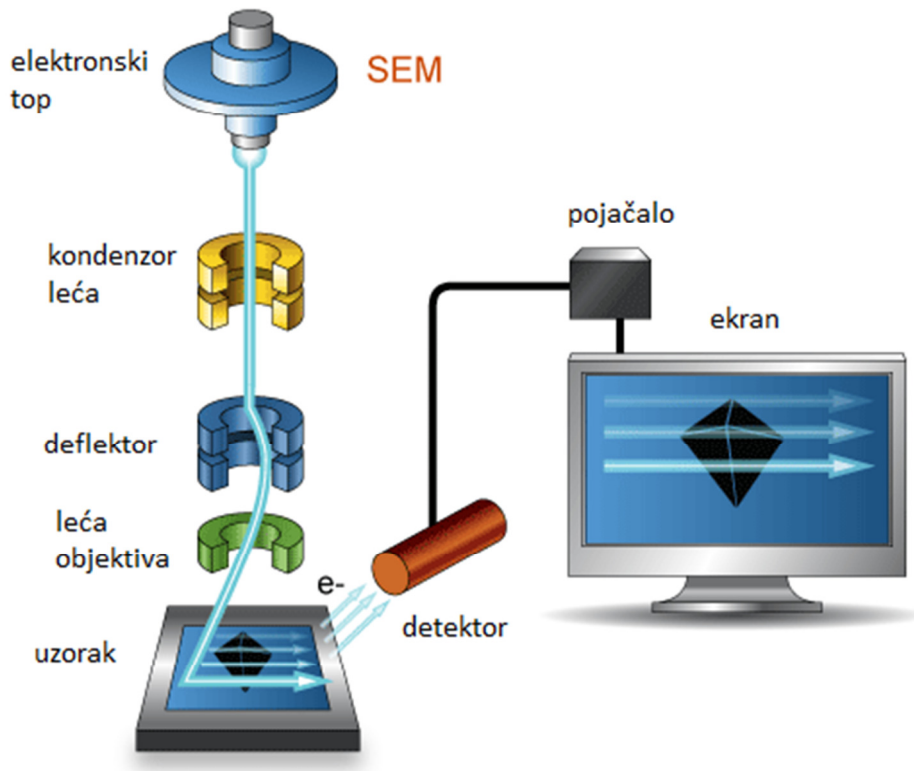 elektronski
top
SEM
kondenzor
leća
pojačalo
ekran
deflektor
leća
objektiva
e-
detektor
uzorak